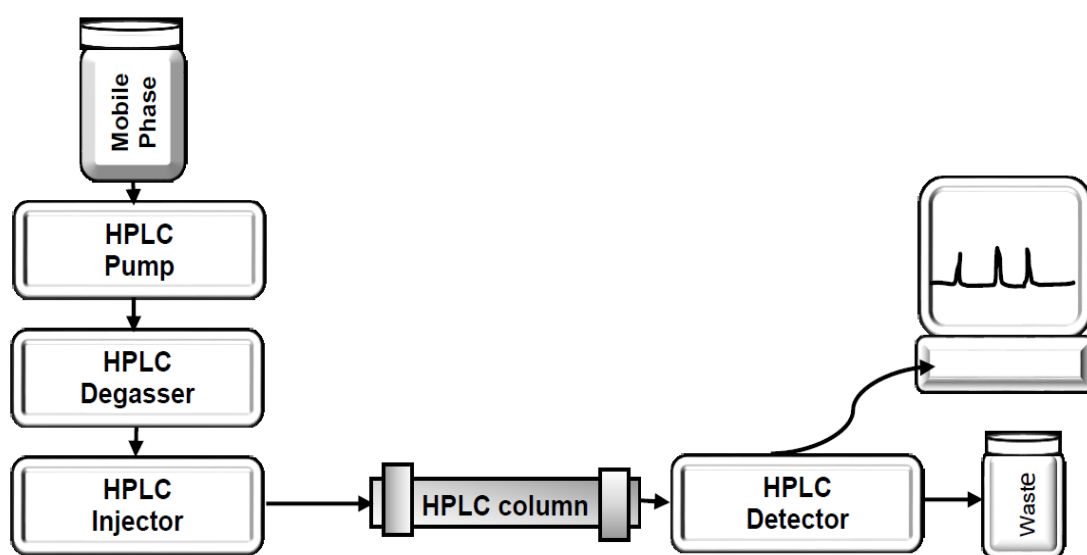 Mobile
Phase
HPLC
Pump
HPLC
Degasser
HPLC
Injector
HPLC column
HPLC
Detector
Waste